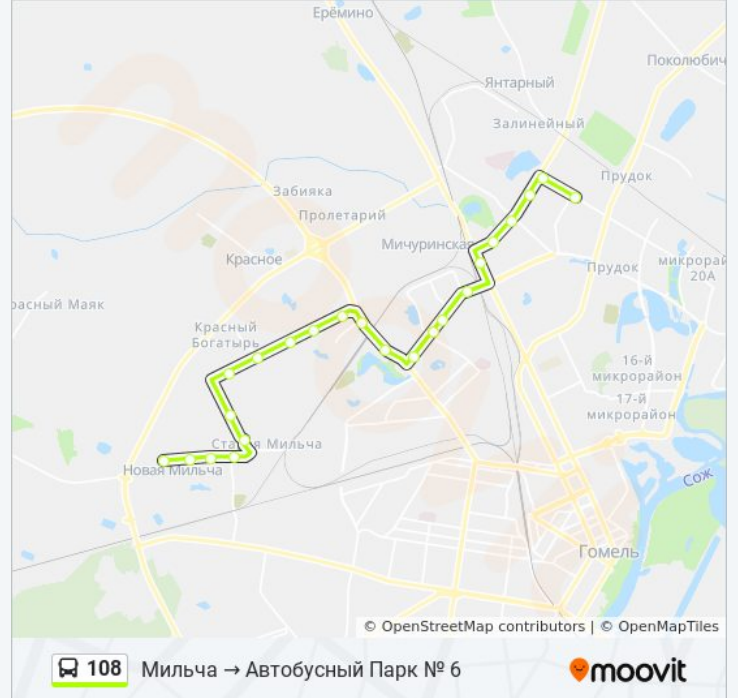 Ерёмино
Поколюбич
Янтарный
Залинейный
Прудок
Забияка
Пролетарий
Мичуринская
Красное
микрорай
20А
Прудок
расный Маяк
Красный
Богатырь
16-й
микрорайон
17-й
микрорайон
Старая Мильча
Новая Мильча
Сож
Гомель
© OpenStreetMap contributors | © OpenMapTiles
108 Мильча → Автобусный Парк № 6
moovit